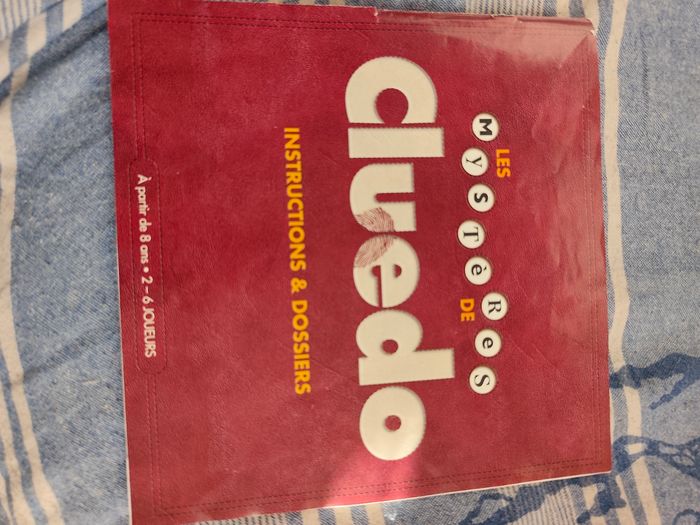 LES
MySTèRes
DE
cluedo
INSTRUCTIONS & DOSSIERS
À partir de 8 ans • 2 – 6 JOUEURS